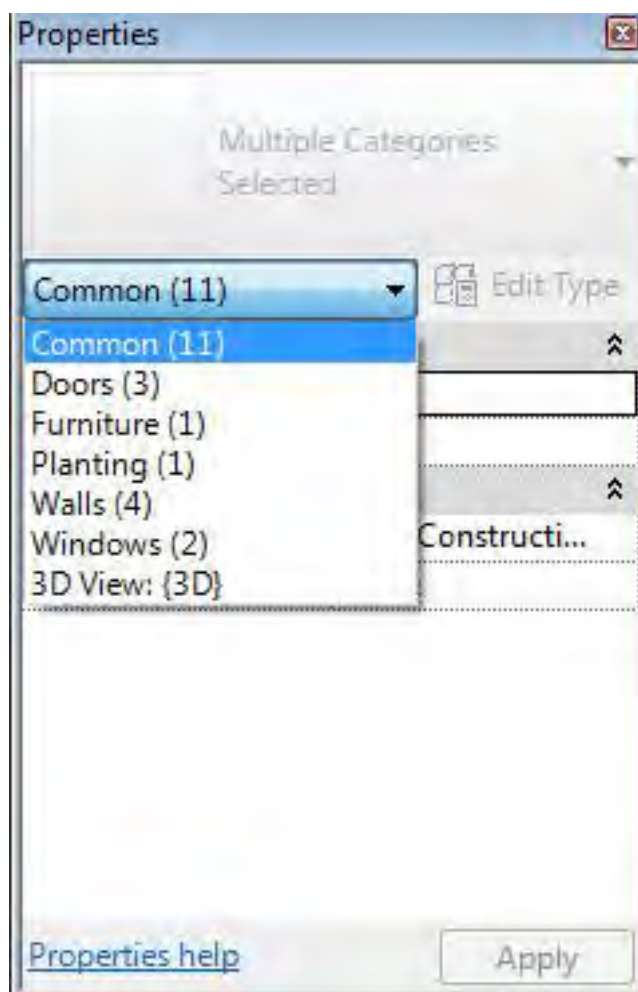 Properties
Multiple Categories
Selected
Common (11)
Edit Type
Common (11)
Doors (3)
Furniture (1)
Planting (1)
Walls (4)
Windows (2)
Constructi...
3D View: {3D}
Properties help
Apply